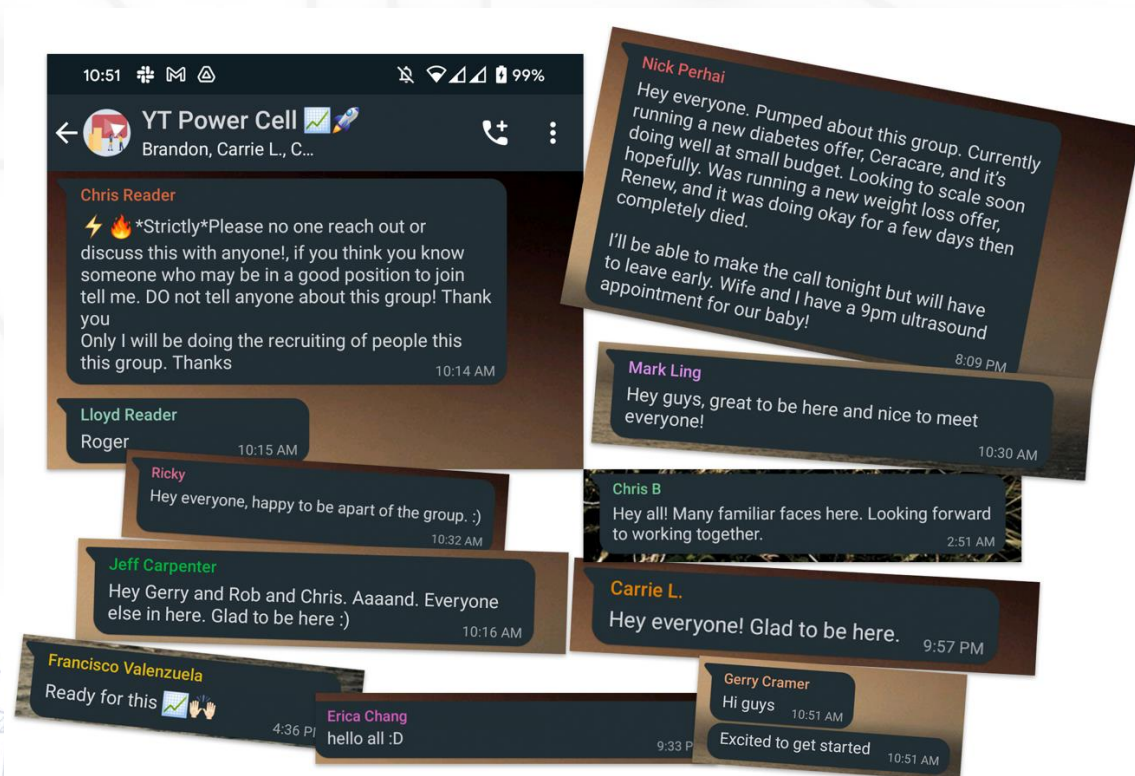 10:51
99%
YT Power Cell 📈🚀
Brandon, Carrie L., C...
Chris Reader
⚡🔥*Strictly*Please no one reach out or
discuss this with anyone!, if you think you know
someone who may be in a good position to join
tell me. DO not tell anyone about this group! Thank
you
Only I will be doing the recruiting of people this
this group. Thanks
10:14 AM
Lloyd Reader
Roger
10:15 AM
Ricky
Hey everyone, happy to be apart of the group. :)
10:32 AM
Jeff Carpenter
Hey Gerry and Rob and Chris. Aaaand. Everyone
else in here. Glad to be here :)
10:16 AM
Francisco Valenzuela
Ready for this 📈🙌🏻
4:36 P
Erica Chang
hello all :D
9:33 P
Nick Perhai
Hey everyone. Pumped about this group. Currently
running a new diabetes offer, Ceracare, and it's
doing well at small budget. Looking to scale soon
hopefully. Was running a new weight loss offer,
Renew, and it was doing okay for a few days then
completely died.
I'll be able to make the call tonight but will have
to leave early. Wife and I have a 9pm ultrasound
appointment for our baby!
8:09 PM
Mark Ling
Hey guys, great to be here and nice to meet
everyone!
10:30 AM
Chris B
Hey all! Many familiar faces here. Looking forward
to working together.
2:51 AM
Carrie L.
Hey everyone! Glad to be here.
9:57 PM
Gerry Cramer
Hi guys
10:51 AM
Excited to get started
10:51 AM